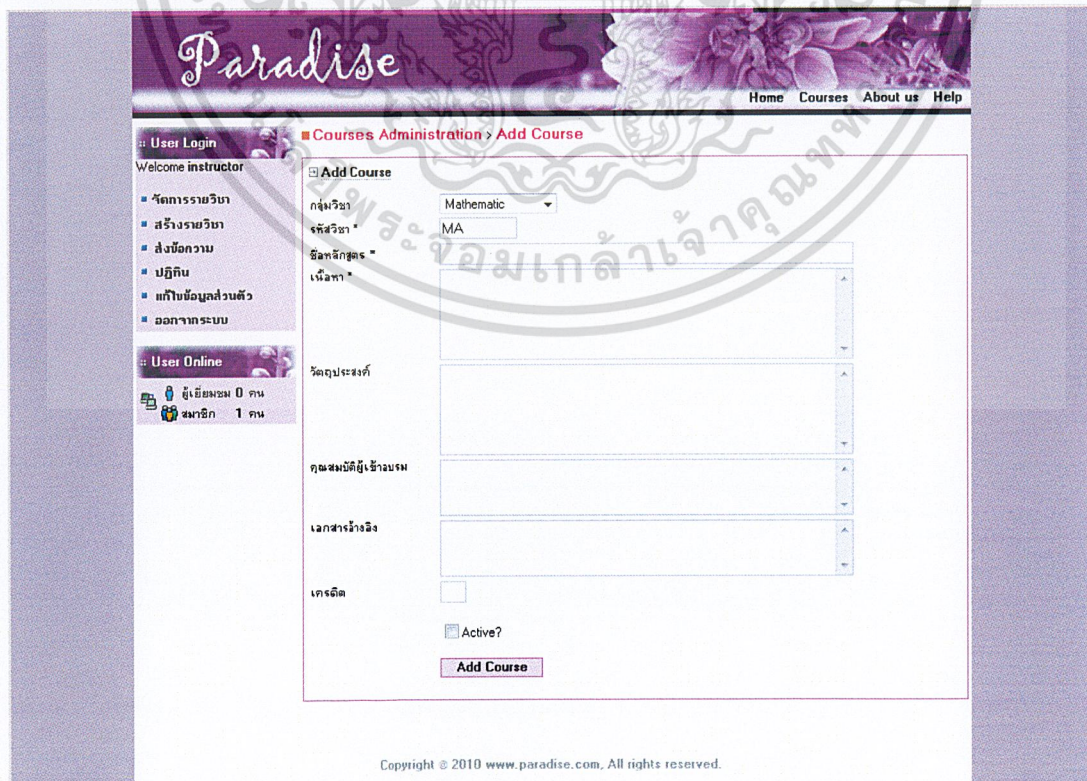 Paradise
Home Courses About us Help
:: User Login
Welcome instructor
จัดการรายวิชา
สร้างรายวิชา
ส่งข้อความ
ปฏิทิน
แก้ไขข้อมูลส่วนตัว
ออกจากระบบ
:: User Online
ผู้เยี่ยมชม 0 คน
สมาชิก 1 คน
Courses Administration > Add Course
Add Course
กลุ่มวิชา Mathematic
รหัสวิชา * MA
ชื่อหลักสูตร *
เนื้อหา *
วัตถุประสงค์
คุณสมบัติผู้เข้าอบรม
เอกสารอ้างอิง
เครดิต
Active?
Add Course
Copyright © 2010 www.paradise.com, All rights reserved.